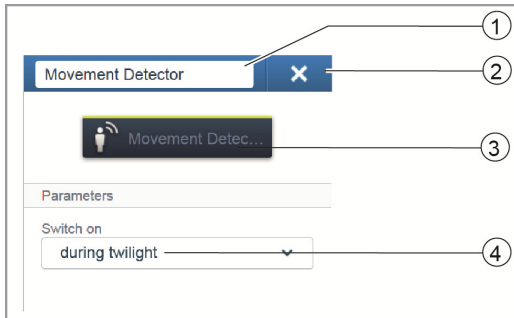 1
Movement Detector
2
Movement Detec...
3
Parameters
Switch on
during twilight
4